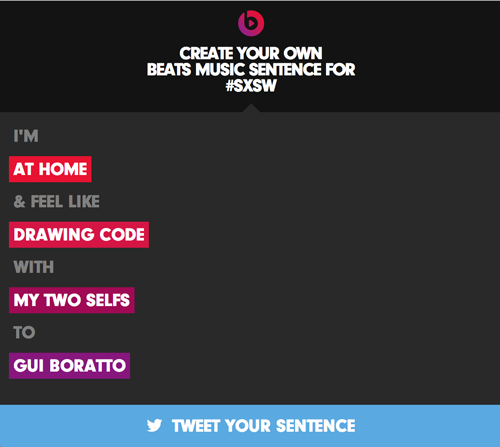 CREATE YOUR OWN
BEATS MUSIC SENTENCE FOR
#SXSW
I'M
AT HOME
& FEEL LIKE
DRAWING CODE
WITH
MY TWO SELFS
TO
GUI BORATTO
TWEET YOUR SENTENCE